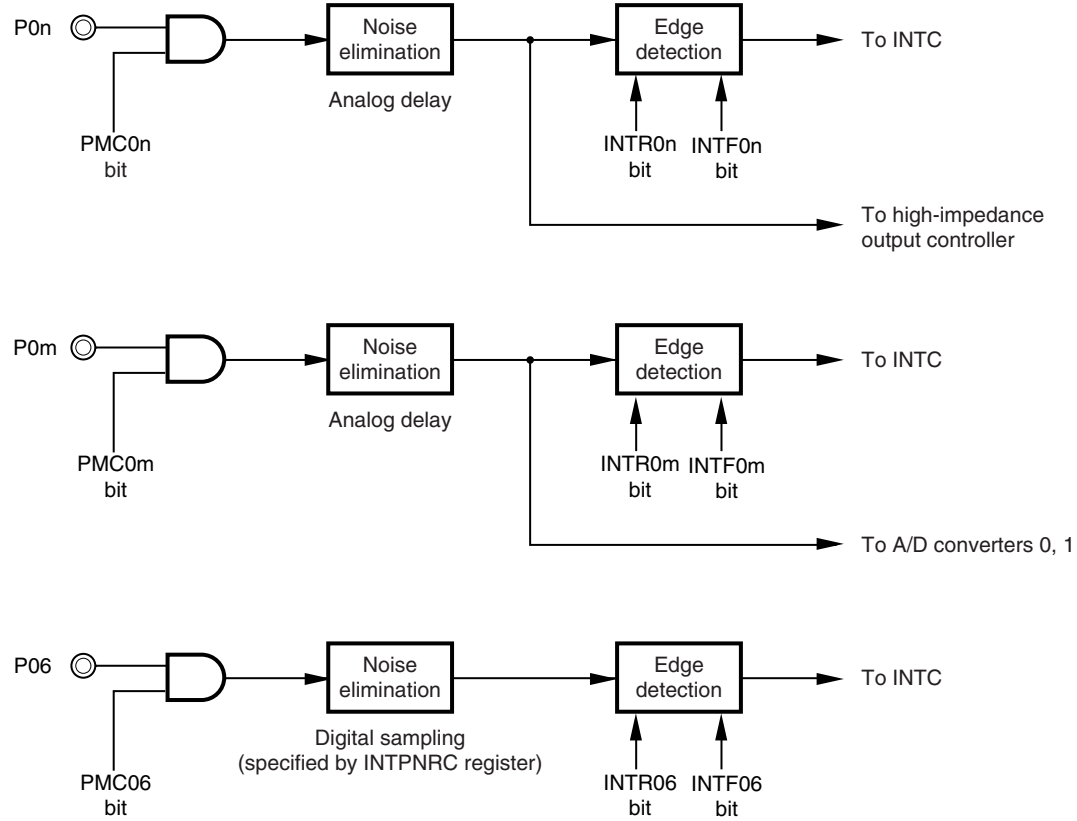 P0n
Noise
elimination
Edge
detection
To INTC
Analog delay
PMC0n
bit
INTR0n
bit
INTF0n
bit
To high-impedance
output controller
P0m
Noise
elimination
Edge
detection
To INTC
Analog delay
PMC0m
bit
INTR0m
bit
INTF0m
bit
To A/D converters 0, 1
P06
Noise
elimination
Edge
detection
To INTC
Digital sampling
(specified by INTPNRC register)
PMC06
bit
INTR06
bit
INTF06
bit